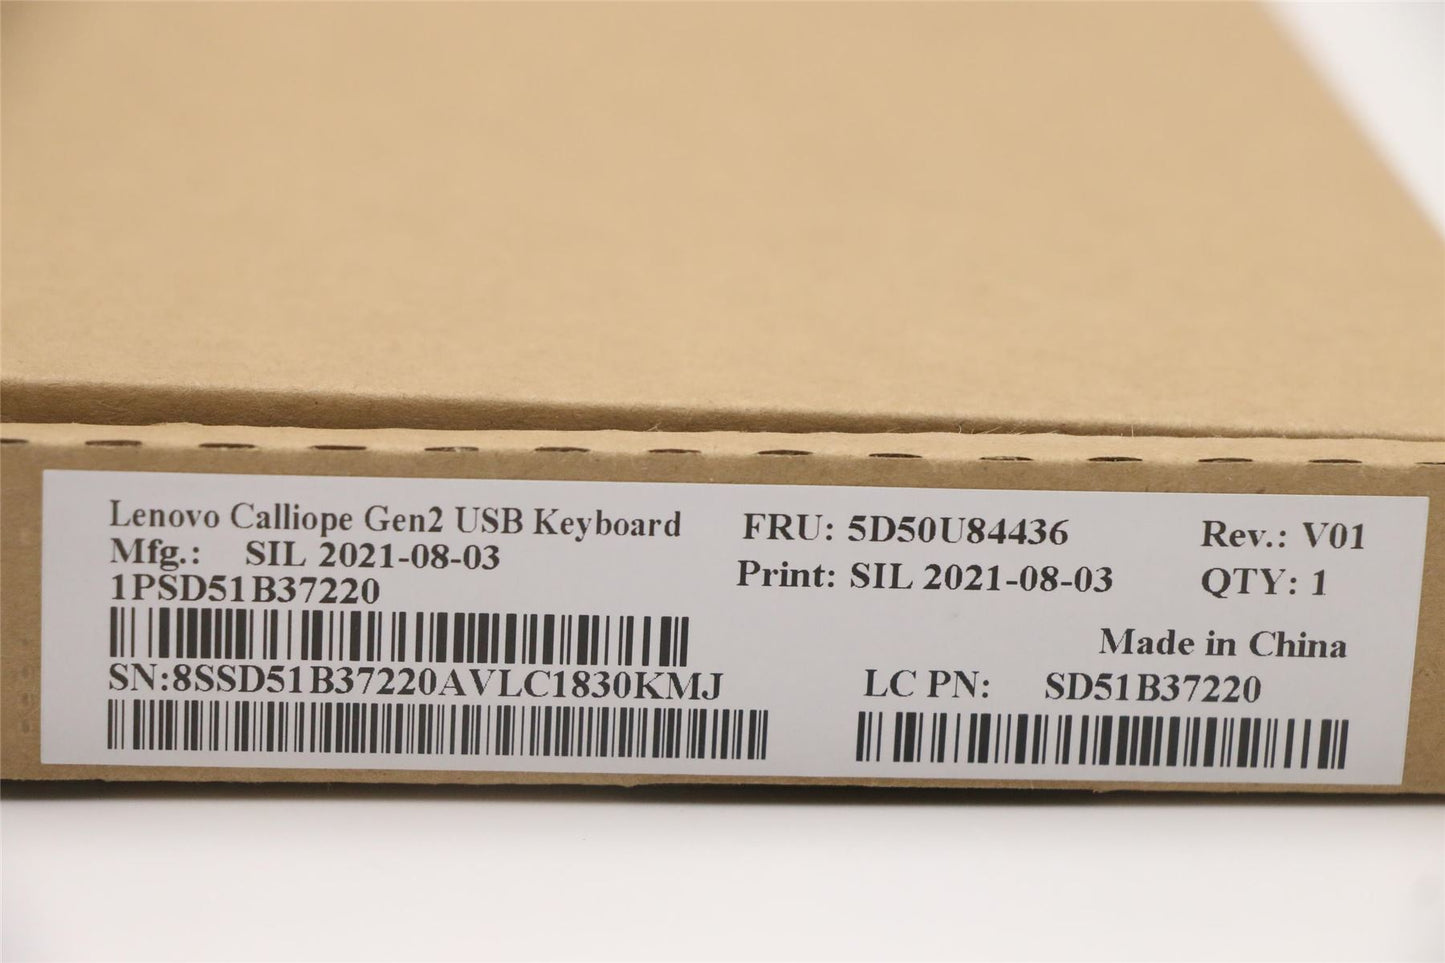 Lenovo Calliope Gen2 USB Keyboard
Mfg.: SIL 2021-08-03
1PSD51B37220
SN:8SSD51B37220AVLC1830KMJ
FRU: 5D50U84436
Print: SIL 2021-08-03
Rev.: V01
QTY: 1
Made in China
LC PN: SD51B37220